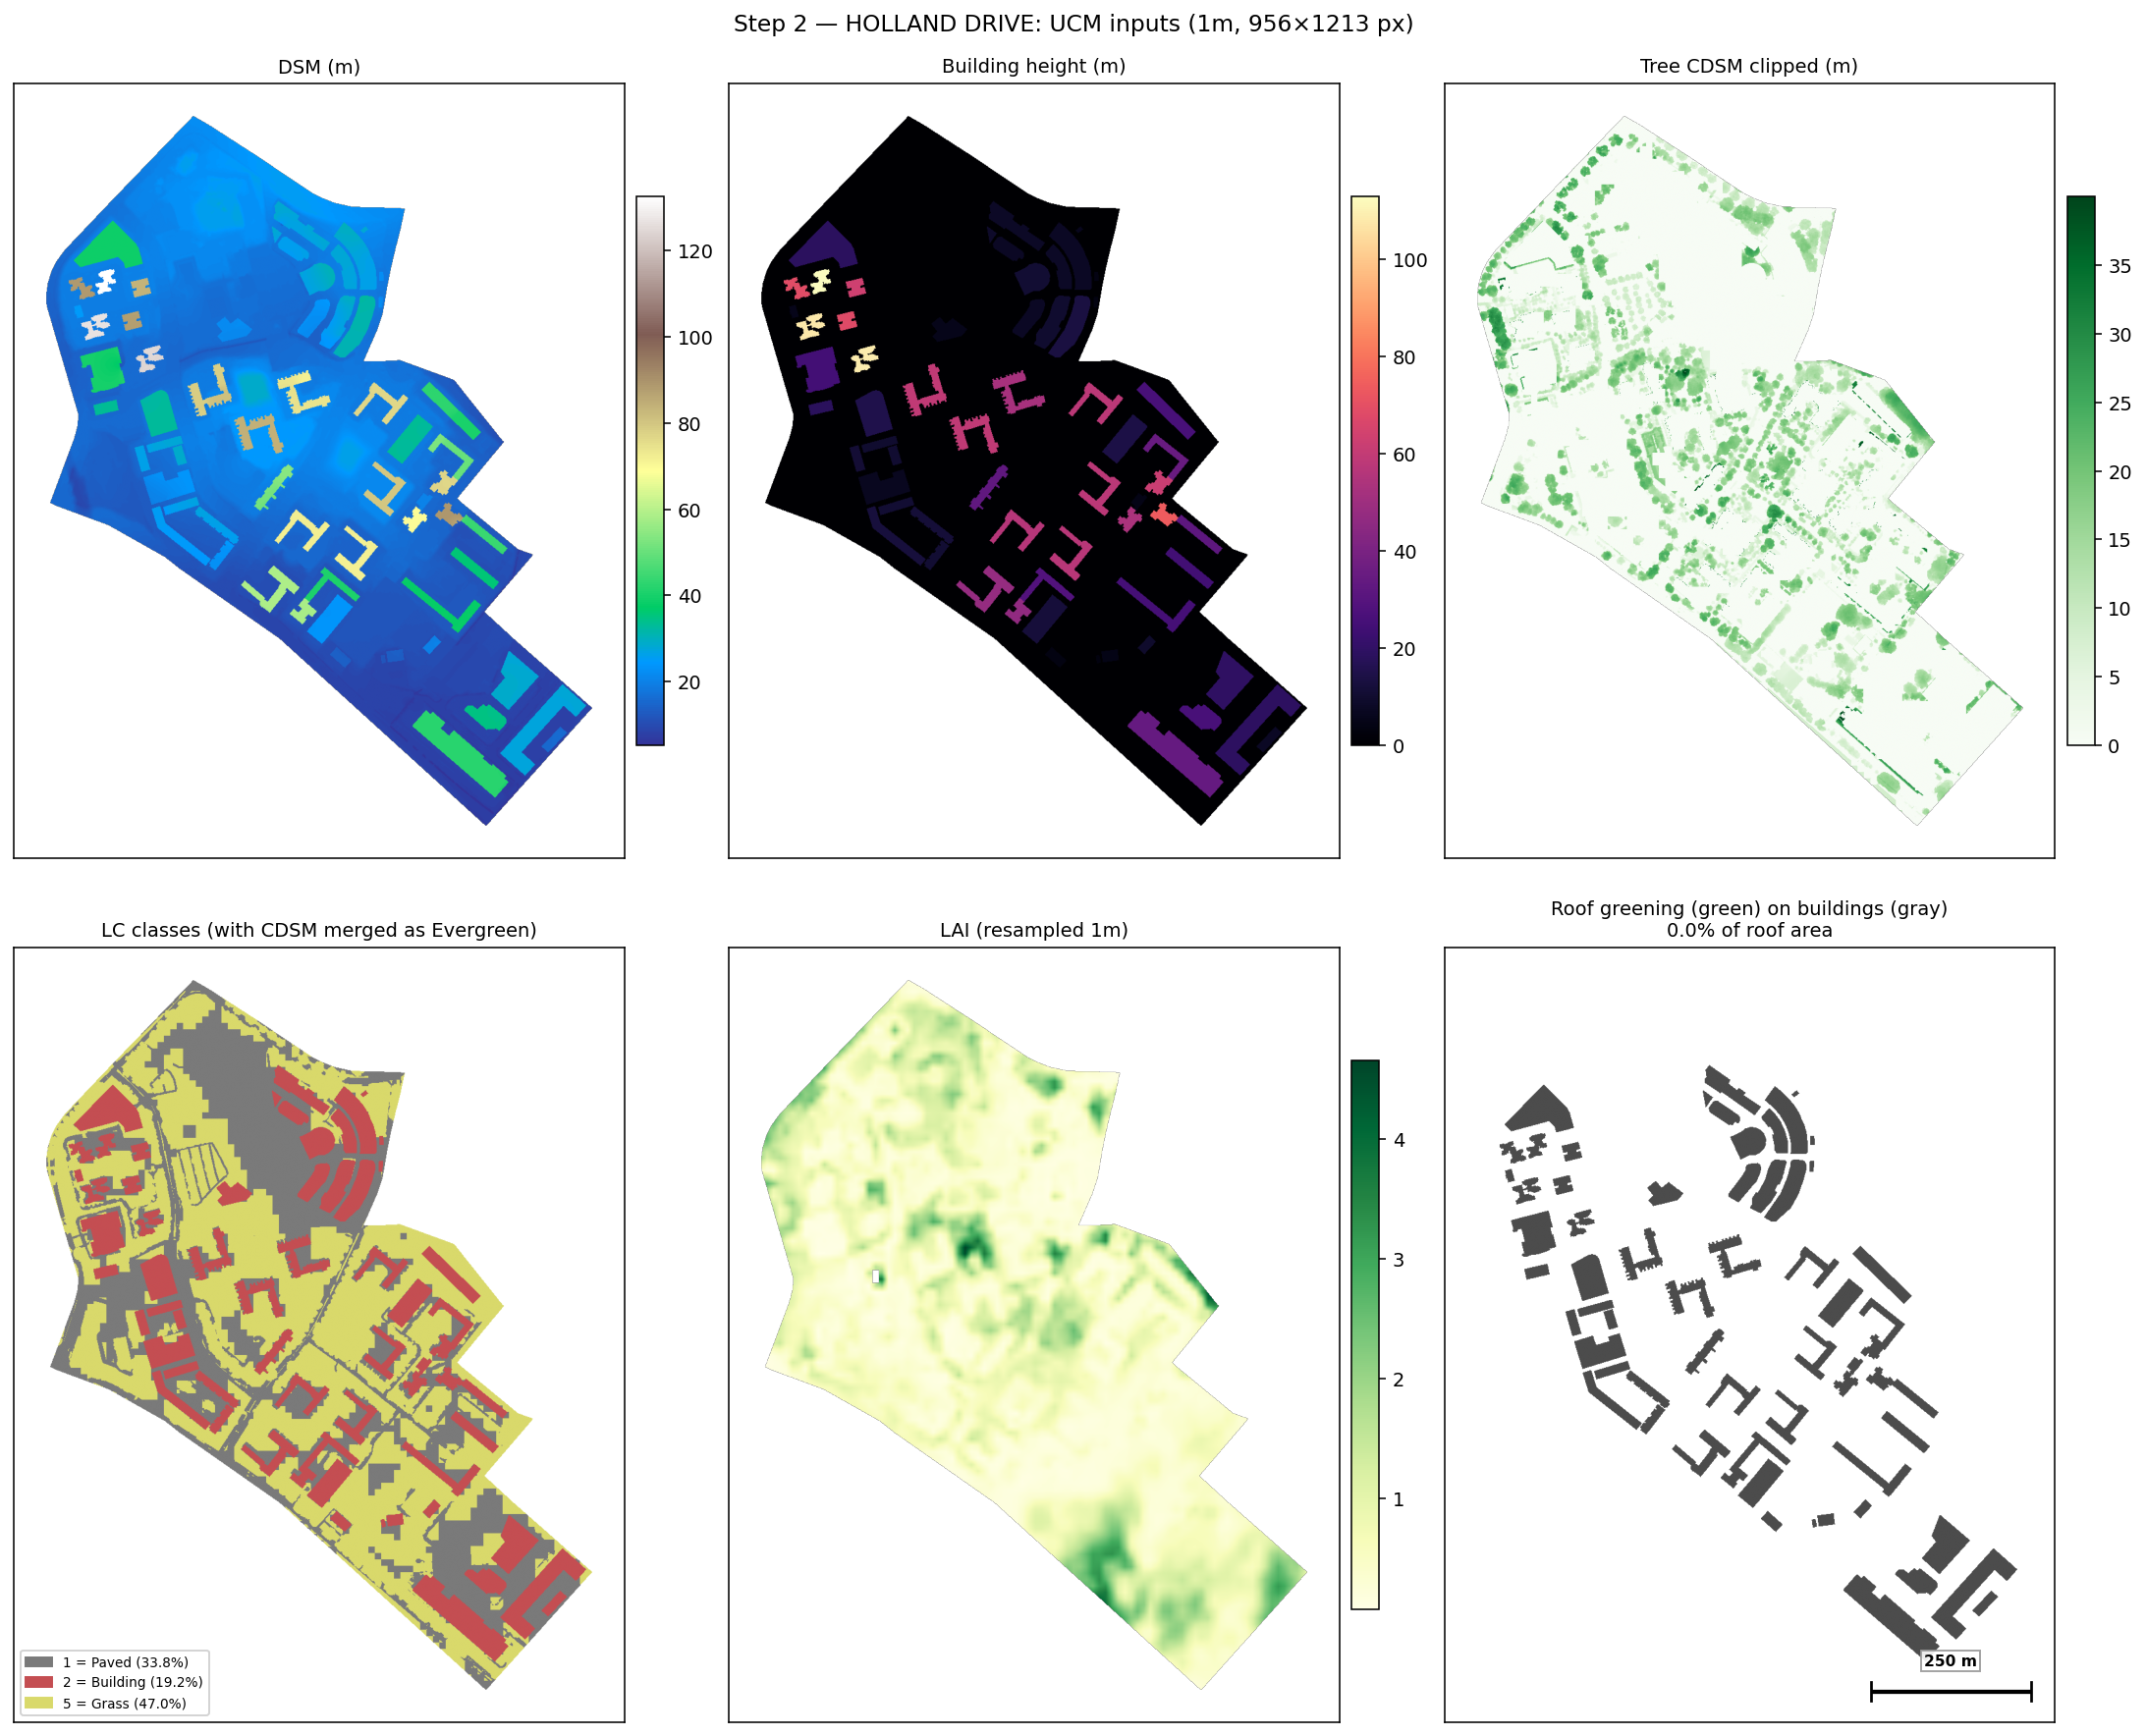 Step 2 — HOLLAND DRIVE: UCM inputs (1m, 956×1213 px)
DSM (m)
120
100
80
60
40
20
Building height (m)
100
80
60
40
20
0
Tree CDSM clipped (m)
35
30
25
20
15
10
5
0
LC classes (with CDSM merged as Evergreen)
1 = Paved (33.8%)
2 = Building (19.2%)
5 = Grass (47.0%)
LAI (resampled 1m)
4
3
2
1
Roof greening (green) on buildings (gray)
0.0% of roof area
250 m